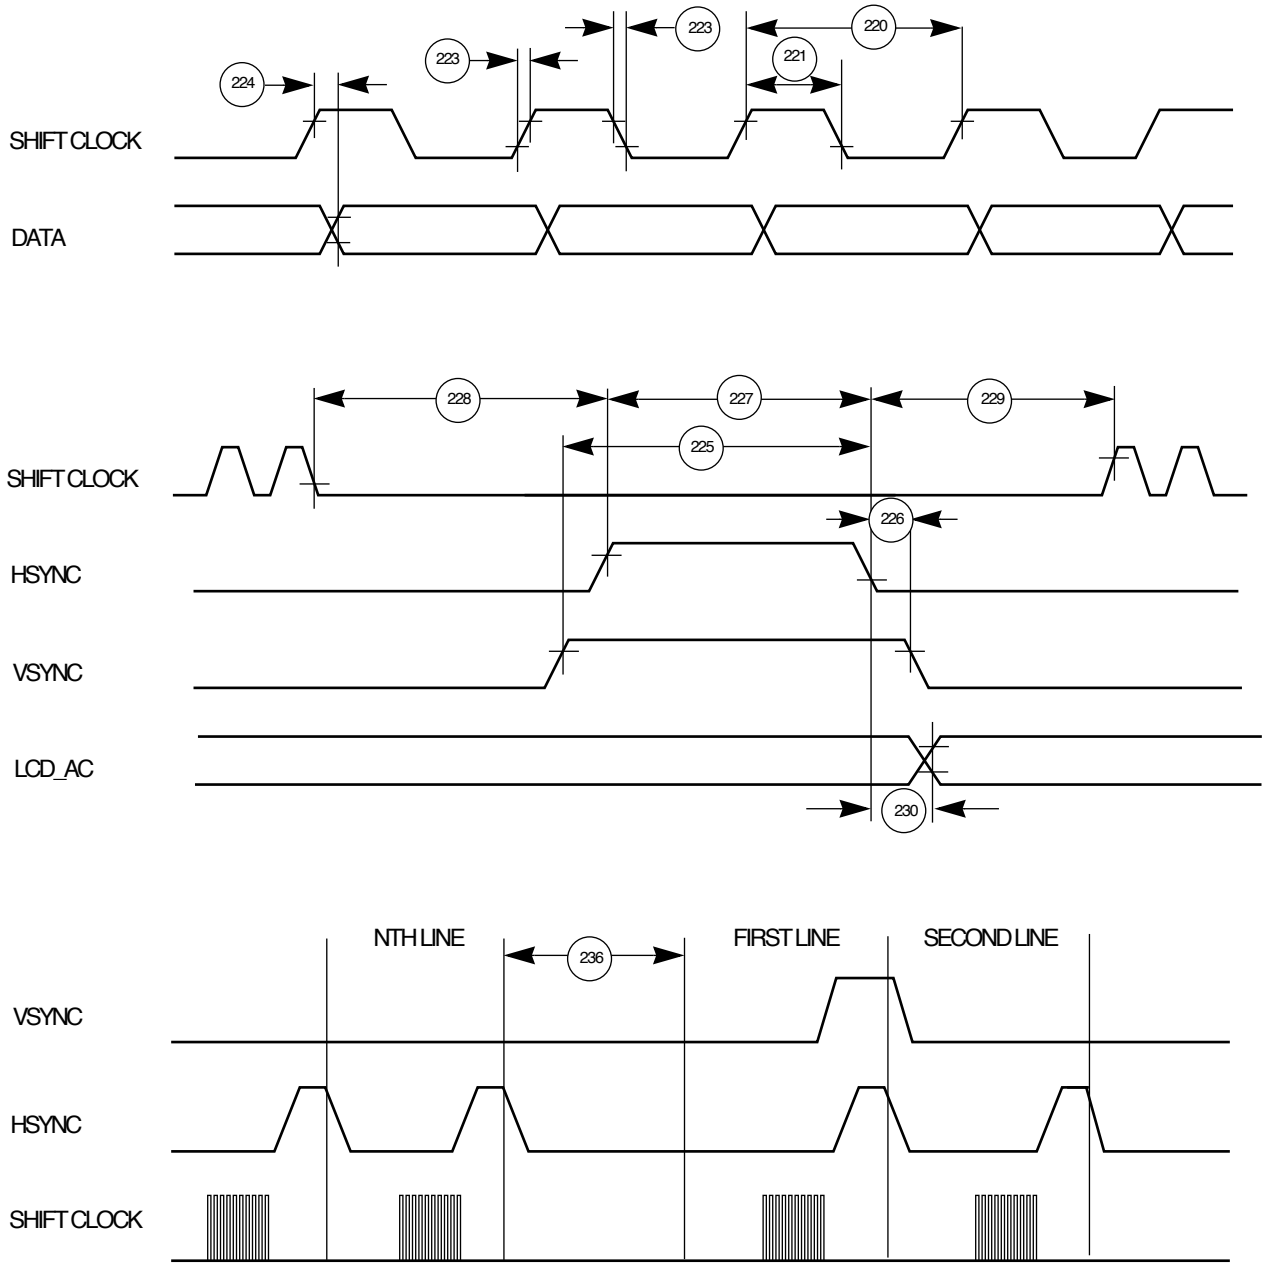 223
220
223
221
224
SHIFT CLOCK
DATA
228
227
229
225
SHIFT CLOCK
226
HSYNC
VSYNC
LCD_AC
230
NTH LINE
FIRST LINE
SECOND LINE
236
VSYNC
HSYNC
SHIFT CLOCK